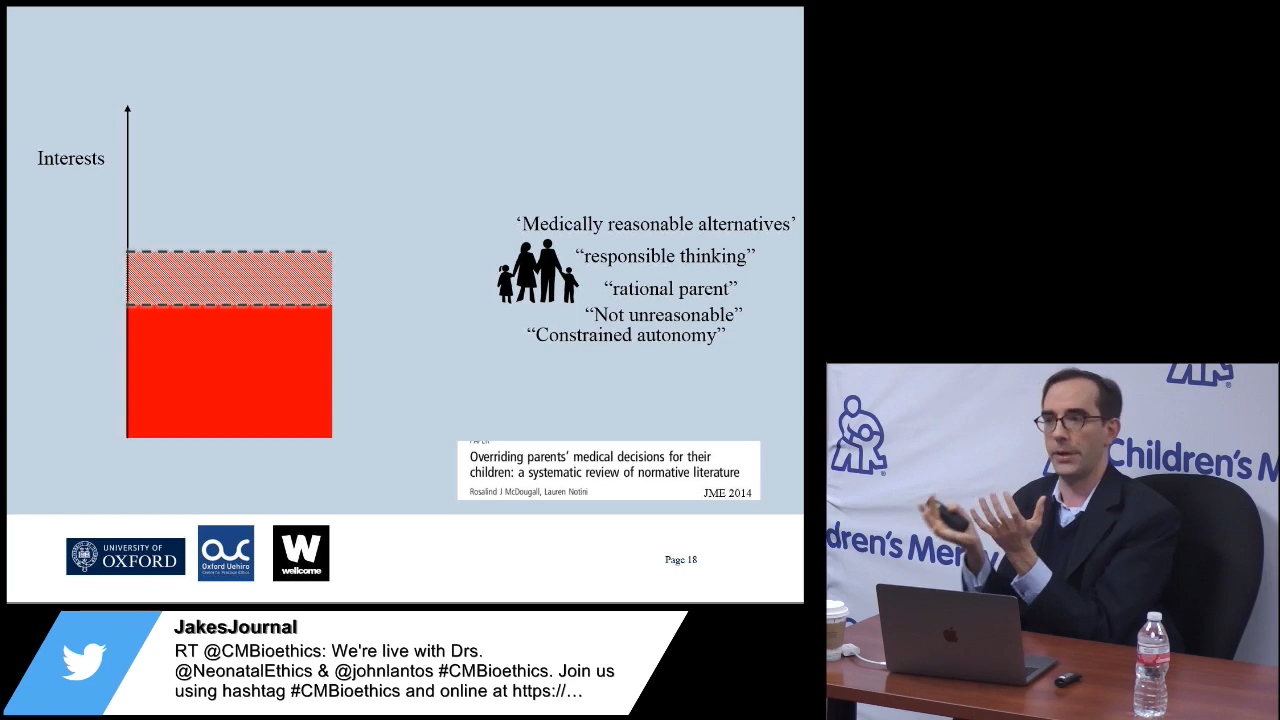 Interests
‘Medically reasonable alternatives’
“responsible thinking”
“rational parent”
“Not unreasonable”
“Constrained autonomy”
PAPER
Overriding parents’ medical decisions for their
children: a systematic review of normative literature
Rosalind J McDougall, Lauren Notini
JME 2014
UNIVERSITY OF
OXFORD
Oxford Uehiro
Centre for Practical Ethics
W
wellcome
Page 18
JakesJournal
RT @CMBioethics: We're live with Drs.
@NeonatalEthics & @johnlantos #CMBioethics. Join us
using hashtag #CMBioethics and online at https://…
Children's M
dren's Mercy